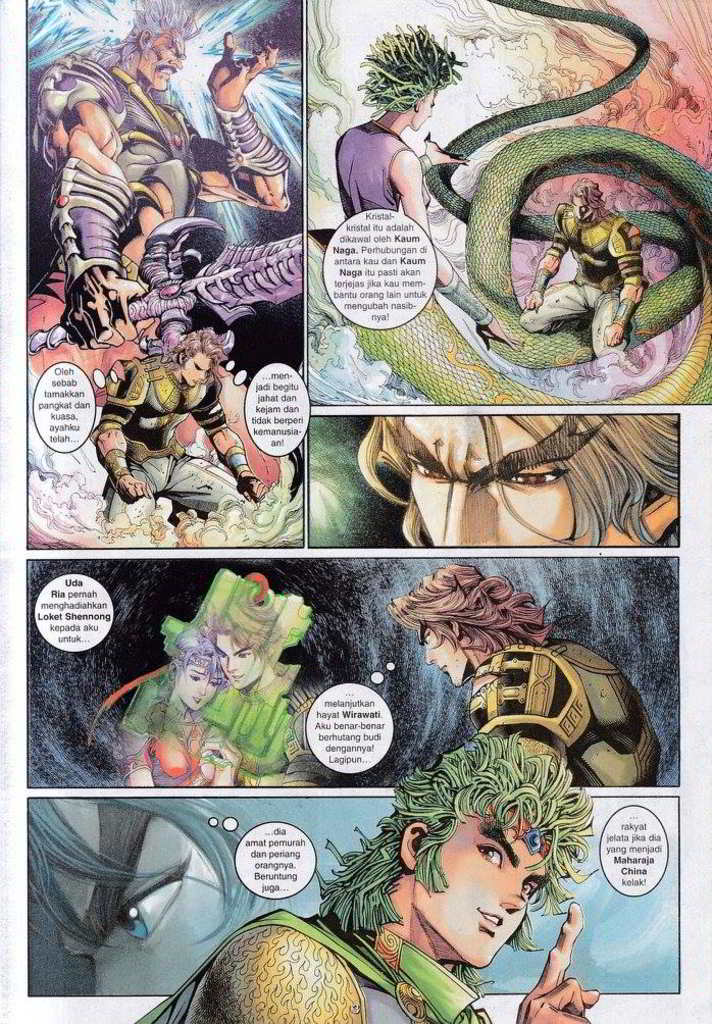 Oleh
sebab
tamakkan
pangkat dan
kuasa,
ayahku
telah...
...men-
jadi begitu
jahat dan
kejam dan
tidak berperi
kemanusia-
an!
Kristal-
kristal itu adalah
dikawal oleh Kaum
Naga. Perhubungan di
antara kau dan Kaum
Naga itu pasti akan
terjejas jika kau mem-
bantu orang lain untuk
mengubah nasib-
nya!
Uda
Ria pernah
menghadiahkan
Loket Shennong
kepada aku
untuk...
...
melanjutkan
hayat Wirawati.
Aku benar-benar
berhutang budi
dengannya!
Lagipun...
...dia
amat pemurah
dan periang
orangnya.
Beruntung
juga...
...
rakyat
jelata jika dia
yang menjadi
Maharaja
China
kelak!